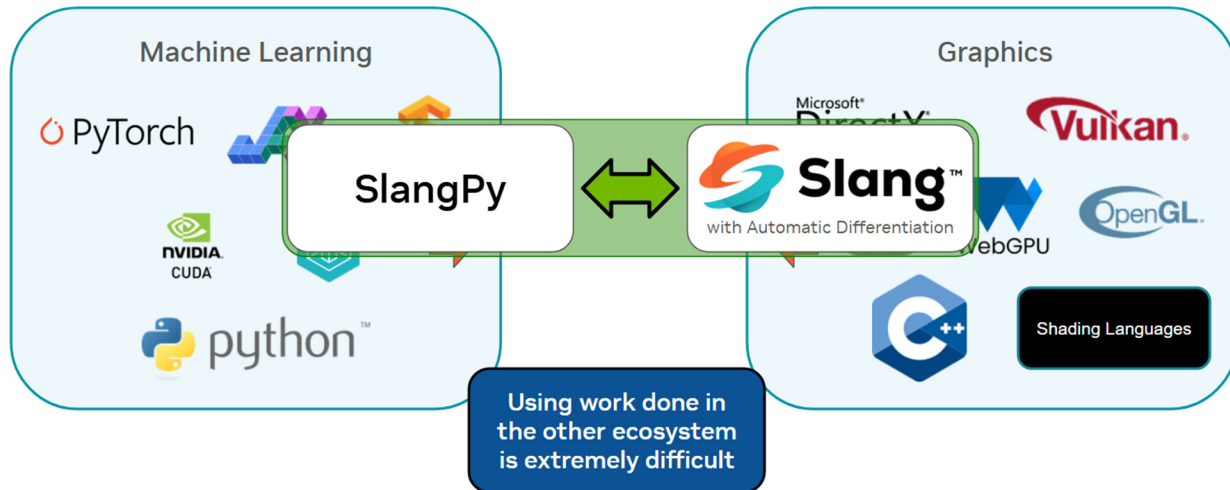 Machine Learning
Graphics
PyTorch
Microsoft®
DirectX®
Vulkan®
SlangPy
Slang™
with Automatic Differentiation
NVIDIA.
CUDA
WebGPU
OpenGL.
python™
C++
Shading Languages
Using work done in
the other ecosystem
is extremely difficult